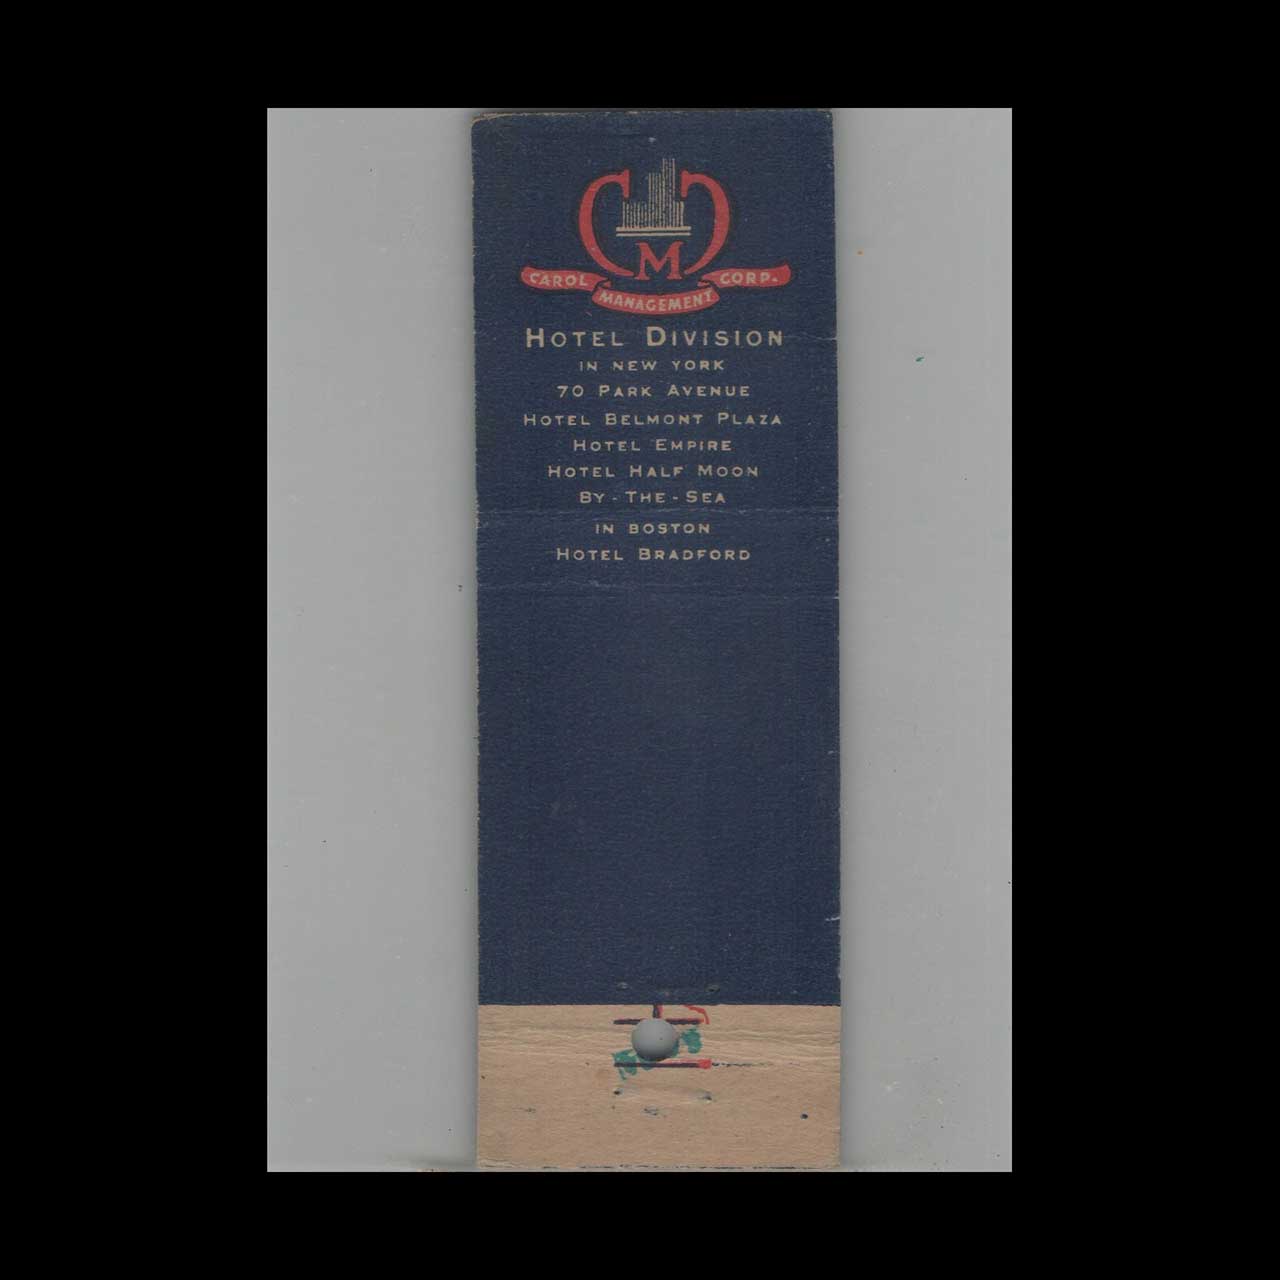 C M C
CAROL MANAGEMENT CORP.
HOTEL DIVISION
IN NEW YORK
70 PARK AVENUE
HOTEL BELMONT PLAZA
HOTEL EMPIRE
HOTEL HALF MOON
BY-THE-SEA
IN BOSTON
HOTEL BRADFORD